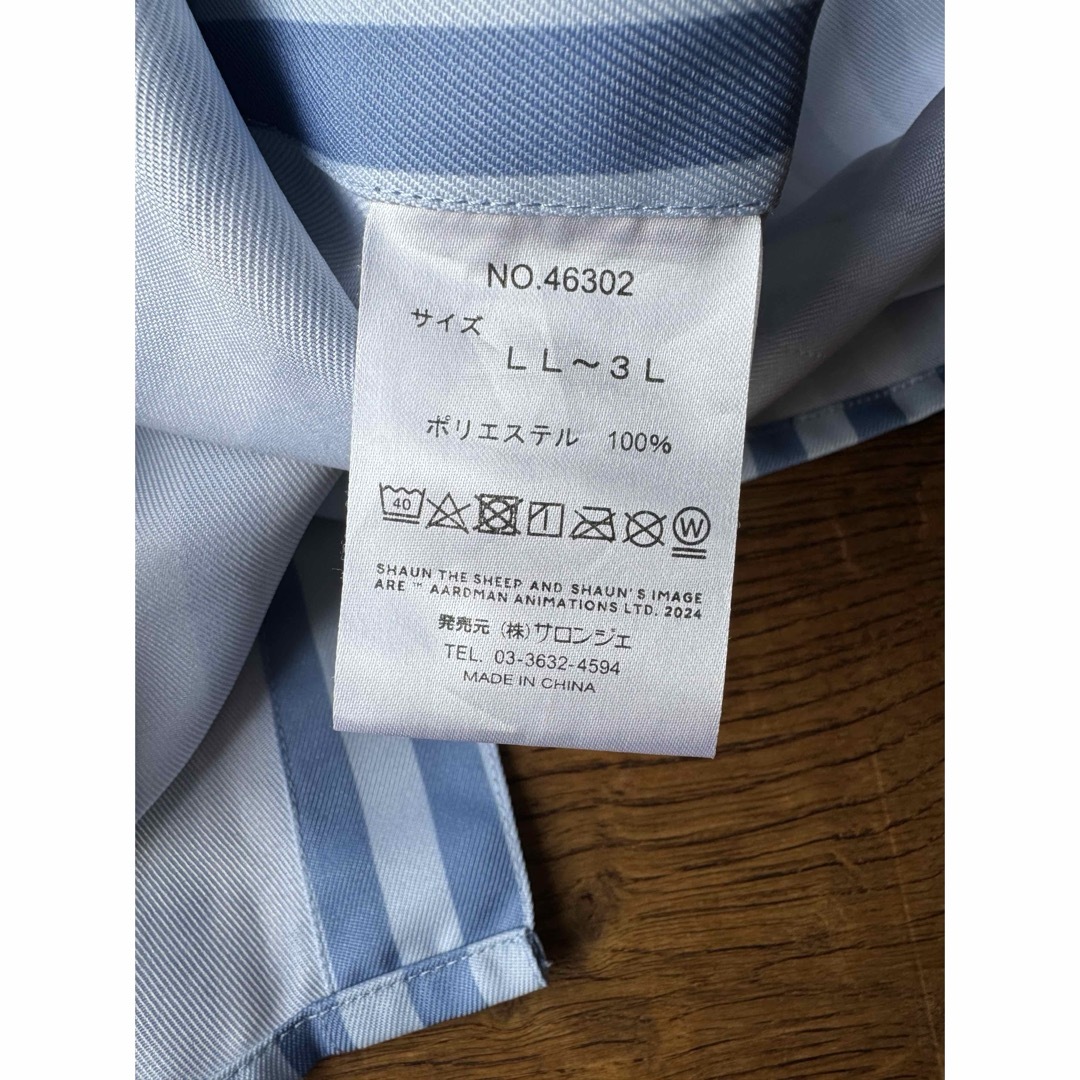 NO.46302
サイズ
LL～3L
ポリエステル 100%
40 W
SHAUN THE SHEEP AND SHAUN'S IMAGE
ARE ™ AARDMAN ANIMATIONS LTD. 2024
発売元 (株)サロンジェ
TEL. 03-3632-4594
MADE IN CHINA